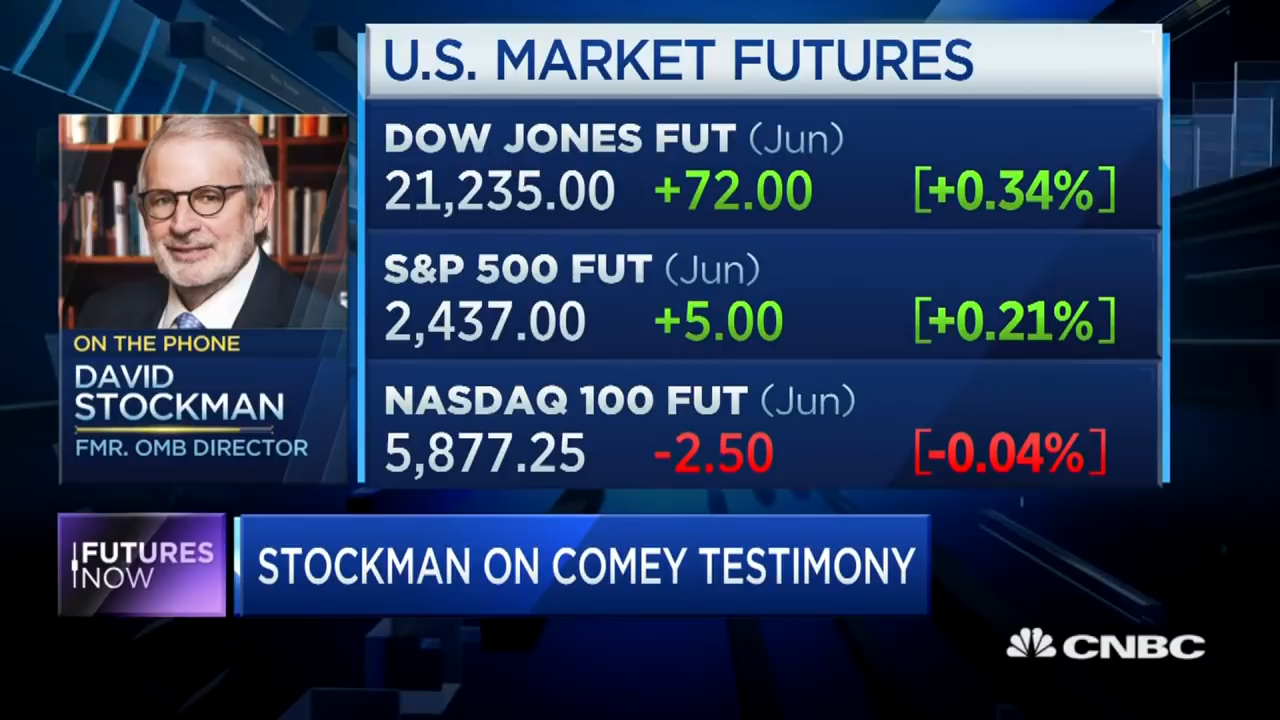 U.S. MARKET FUTURES
DOW JONES FUT (Jun)
21,235.00 +72.00 [+0.34%]
S&P 500 FUT (Jun)
2,437.00 +5.00 [+0.21%]
NASDAQ 100 FUT (Jun)
5,877.25 -2.50 [-0.04%]
ON THE PHONE
DAVID
STOCKMAN
FMR. OMB DIRECTOR
FUTURES
NOW
STOCKMAN ON COMEY TESTIMONY
CNBC